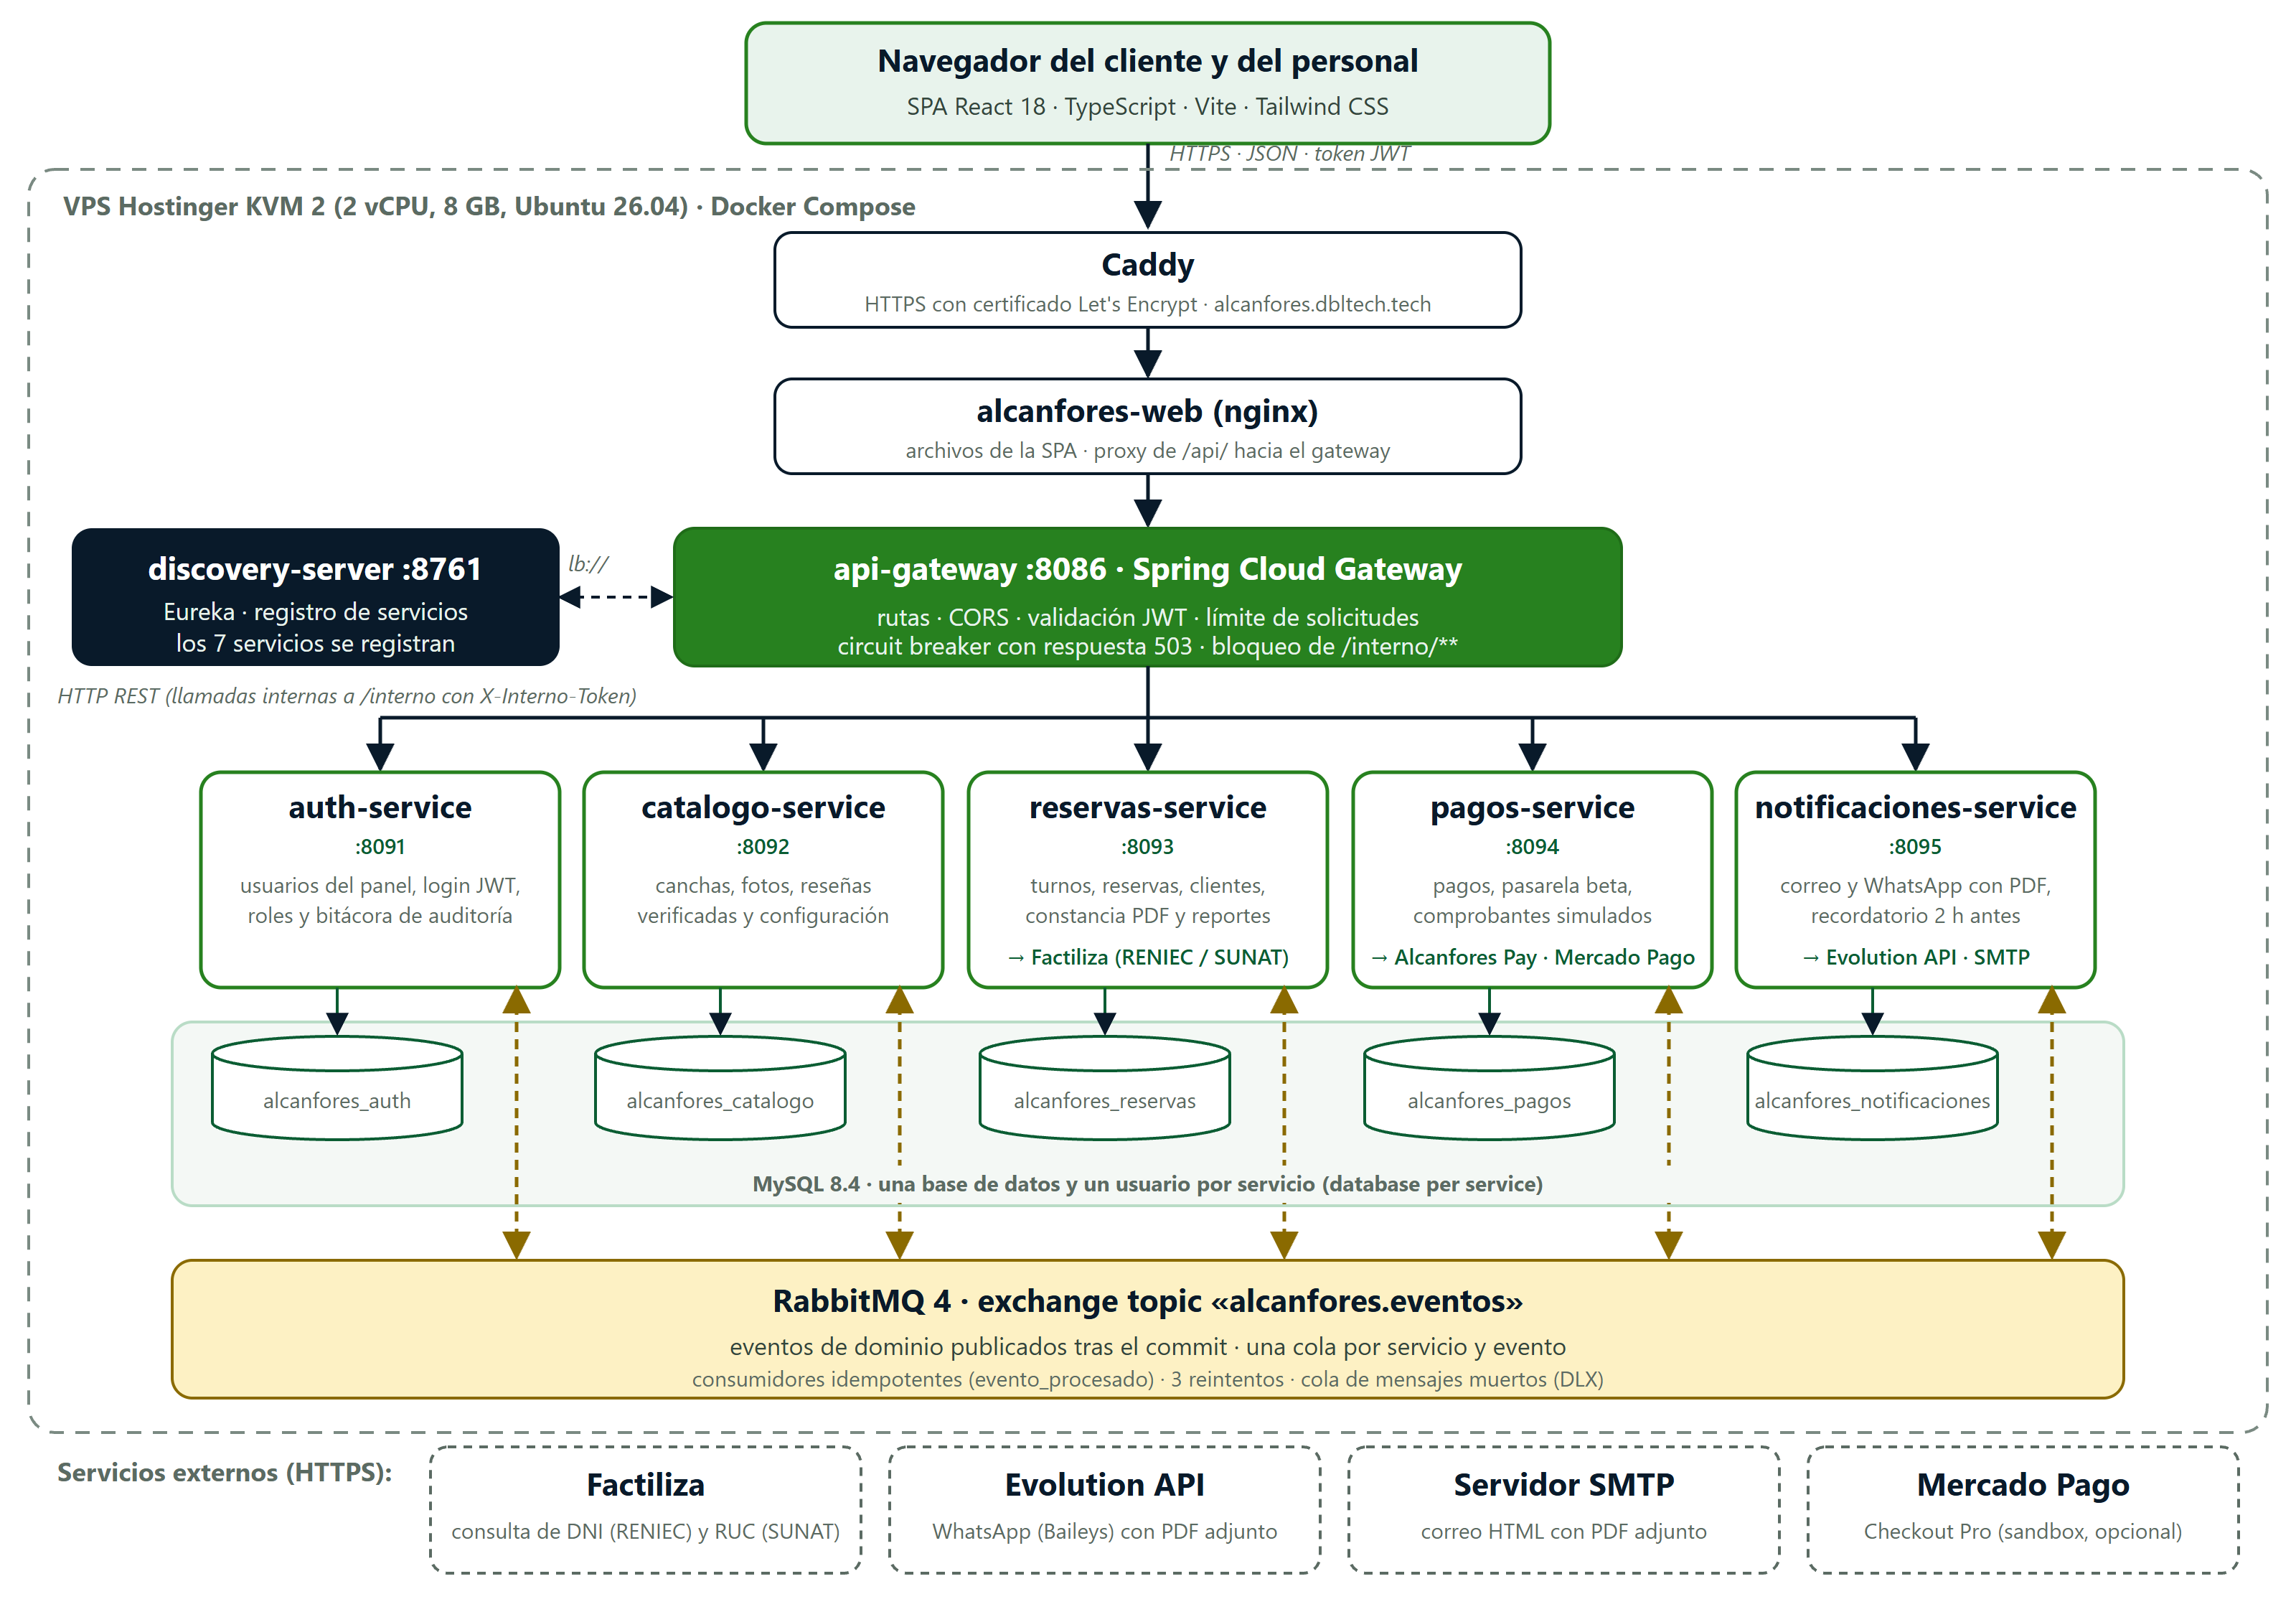 Navegador del cliente y del personal
SPA React 18 · TypeScript · Vite · Tailwind CSS
HTTPS · JSON · token JWT
VPS Hostinger KVM 2 (2 vCPU, 8 GB, Ubuntu 26.04) · Docker Compose
Caddy
HTTPS con certificado Let's Encrypt · alcanfores.dbltech.tech
alcanfores-web (nginx)
archivos de la SPA · proxy de /api/ hacia el gateway
discovery-server :8761
Eureka · registro de servicios
los 7 servicios se registran
lb://
api-gateway :8086 · Spring Cloud Gateway
rutas · CORS · validación JWT · límite de solicitudes
circuit breaker con respuesta 503 · bloqueo de /interno/**
HTTP REST (llamadas internas a /interno con X-Interno-Token)
auth-service
:8091
usuarios del panel, login JWT,
roles y bitácora de auditoría
catalogo-service
:8092
canchas, fotos, reseñas
verificadas y configuración
reservas-service
:8093
turnos, reservas, clientes,
constancia PDF y reportes
→ Factiliza (RENIEC / SUNAT)
pagos-service
:8094
pagos, pasarela beta,
comprobantes simulados
→ Alcanfores Pay · Mercado Pago
notificaciones-service
:8095
correo y WhatsApp con PDF,
recordatorio 2 h antes
→ Evolution API · SMTP
alcanfores_auth
alcanfores_catalogo
alcanfores_reservas
alcanfores_pagos
alcanfores_notificaciones
MySQL 8.4 · una base de datos y un usuario por servicio (database per service)
RabbitMQ 4 · exchange topic «alcanfores.eventos»
eventos de dominio publicados tras el commit · una cola por servicio y evento
consumidores idempotentes (evento_procesado) · 3 reintentos · cola de mensajes muertos (DLX)
Servicios externos (HTTPS):
Factiliza
consulta de DNI (RENIEC) y RUC (SUNAT)
Evolution API
WhatsApp (Baileys) con PDF adjunto
Servidor SMTP
correo HTML con PDF adjunto
Mercado Pago
Checkout Pro (sandbox, opcional)